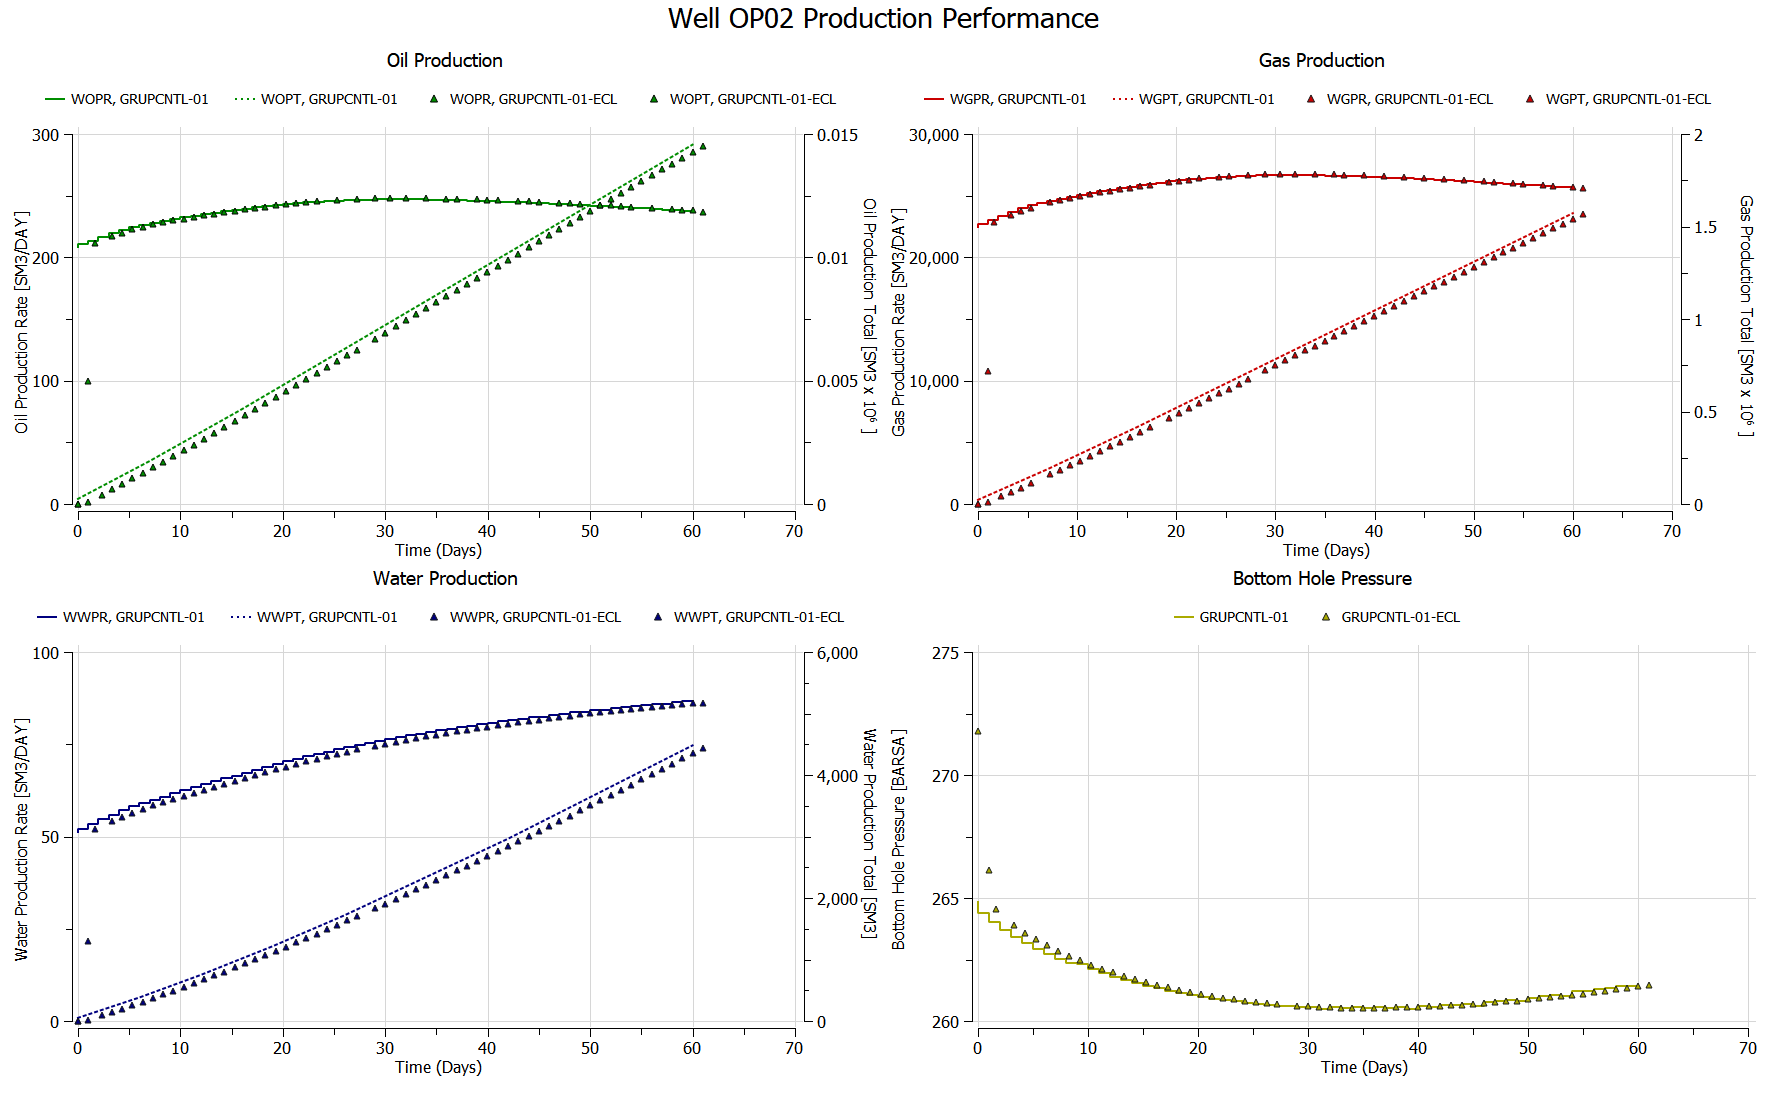 Well OP02 Production Performance
Oil Production
WOPR, GRUPCNTL-01 WOPT, GRUPCNTL-01 WOPR, GRUPCNTL-01-ECL WOPT, GRUPCNTL-01-ECL
300
200
100
0
Oil Production Rate [SM3/DAY]
0.015
0.01
0.005
0
Oil Production Total [SM3 x 10⁶ ]
0 10 20 30 40 50 60 70
Time (Days)
Gas Production
WGPR, GRUPCNTL-01 WGPT, GRUPCNTL-01 WGPR, GRUPCNTL-01-ECL WGPT, GRUPCNTL-01-ECL
30,000
20,000
10,000
0
Gas Production Rate [SM3/DAY]
2
1.5
1
0.5
0
Gas Production Total [SM3 x 10⁶ ]
0 10 20 30 40 50 60 70
Time (Days)
Water Production
WWPR, GRUPCNTL-01 WWPT, GRUPCNTL-01 WWPR, GRUPCNTL-01-ECL WWPT, GRUPCNTL-01-ECL
100
50
0
Water Production Rate [SM3/DAY]
6,000
4,000
2,000
0
Water Production Total [SM3]
0 10 20 30 40 50 60 70
Time (Days)
Bottom Hole Pressure
GRUPCNTL-01 GRUPCNTL-01-ECL
275
270
265
260
Bottom Hole Pressure [BARSA]
0 10 20 30 40 50 60 70
Time (Days)